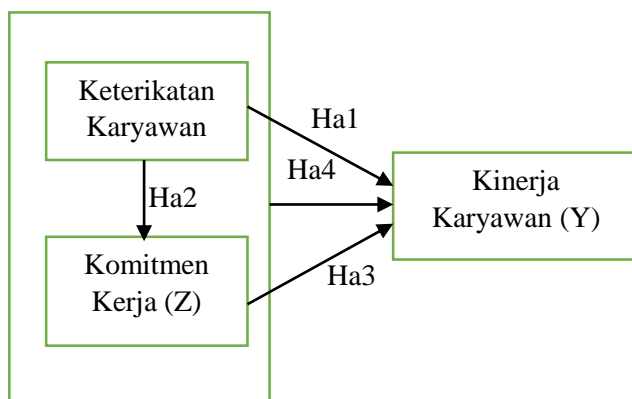 Keterikatan
Karyawan
Ha1
Ha4
Kinerja
Karyawan (Y)
Ha2
Komitmen
Kerja (Z)
Ha3